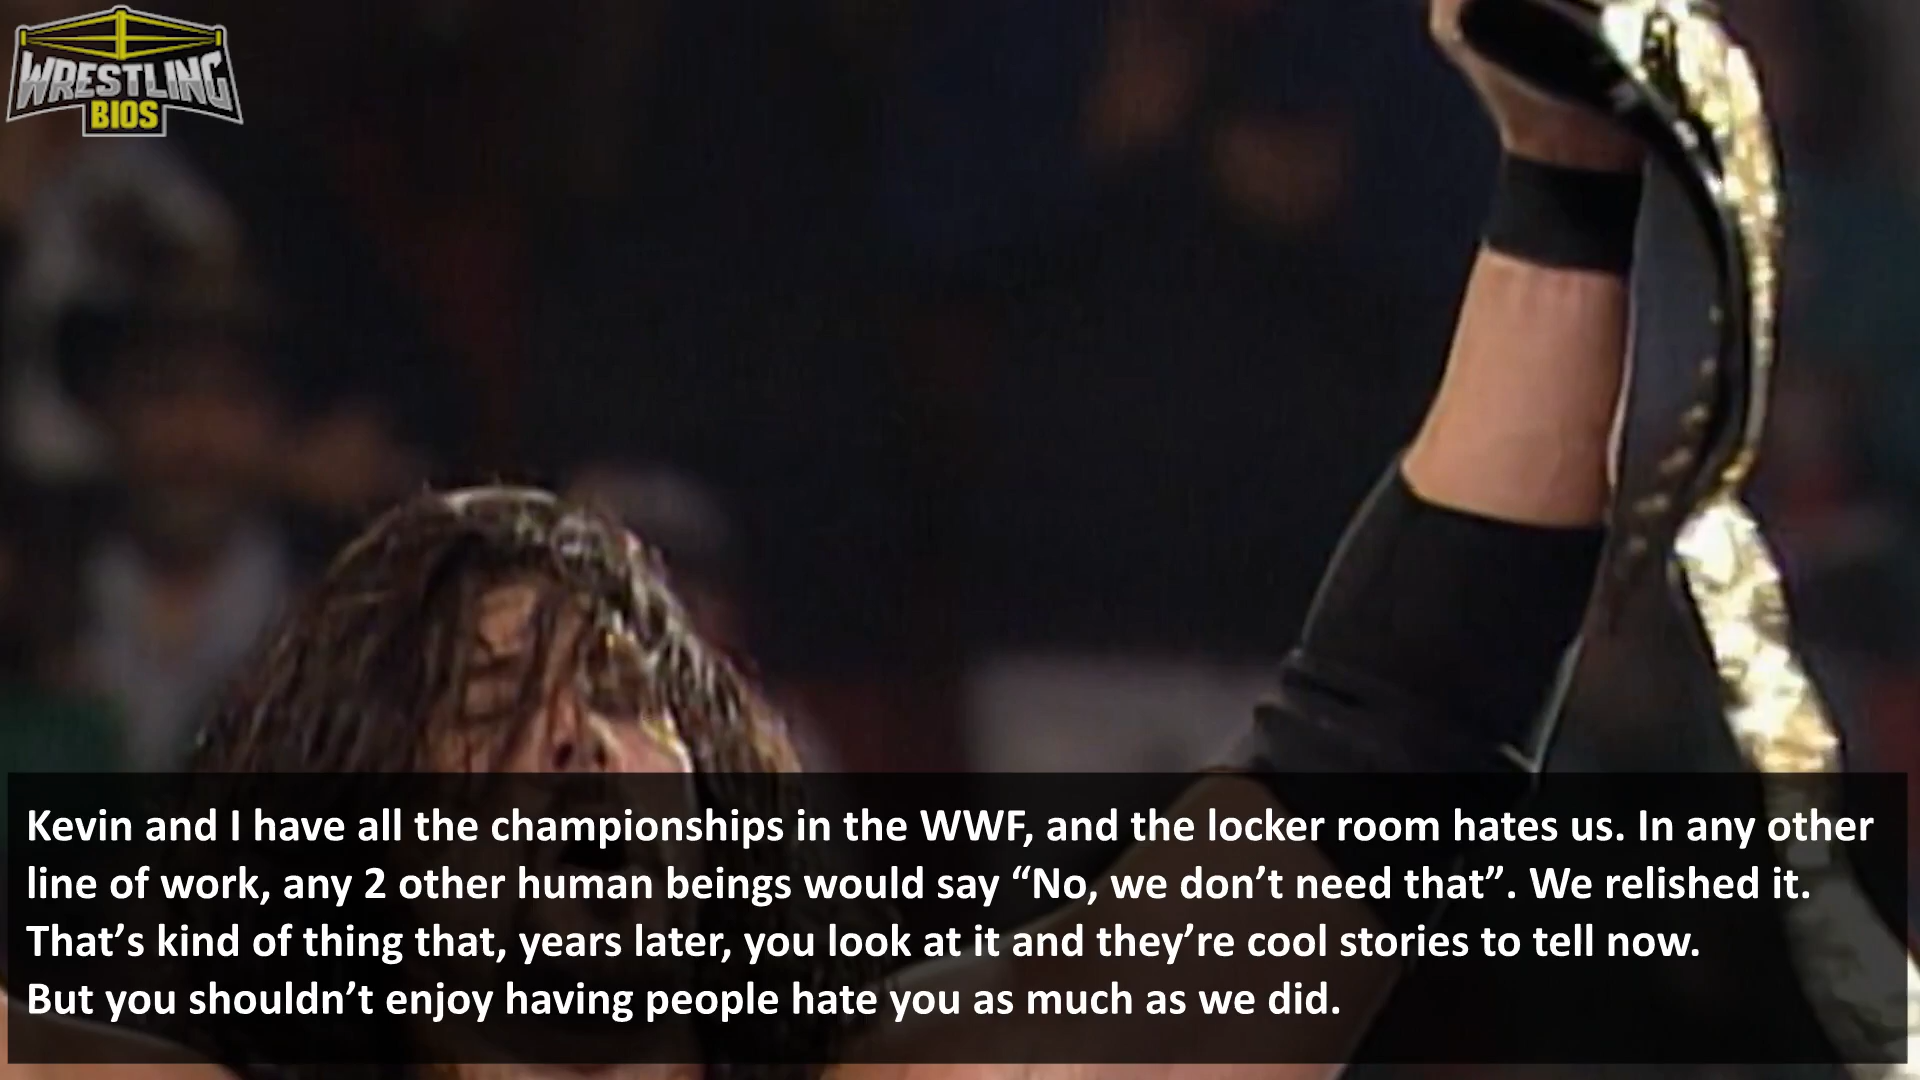 WRESTLING
BIOS
Kevin and I have all the championships in the WWF, and the locker room hates us. In any other
line of work, any 2 other human beings would say “No, we don’t need that”. We relished it.
That’s kind of thing that, years later, you look at it and they’re cool stories to tell now.
But you shouldn’t enjoy having people hate you as much as we did.